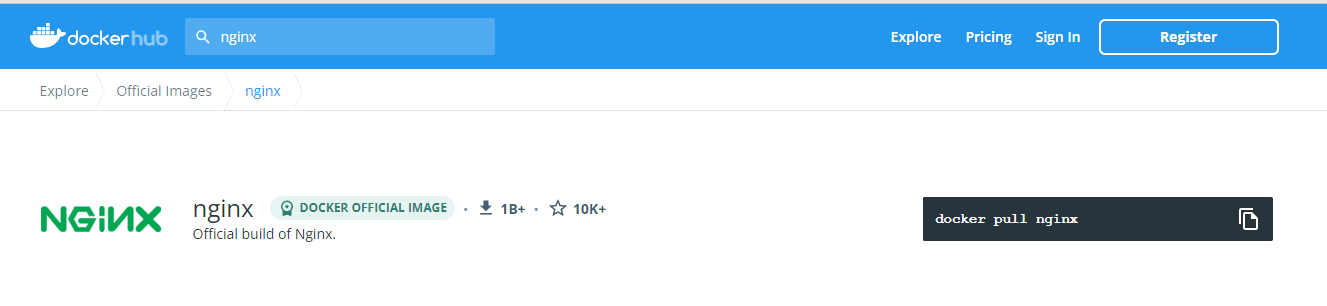 dockerhub
nginx
Explore
Pricing
Sign In
Register
Explore
Official Images
nginx
NGiNX
nginx
DOCKER OFFICIAL IMAGE
• 1B+ • 10K+
Official build of Nginx.
docker pull nginx